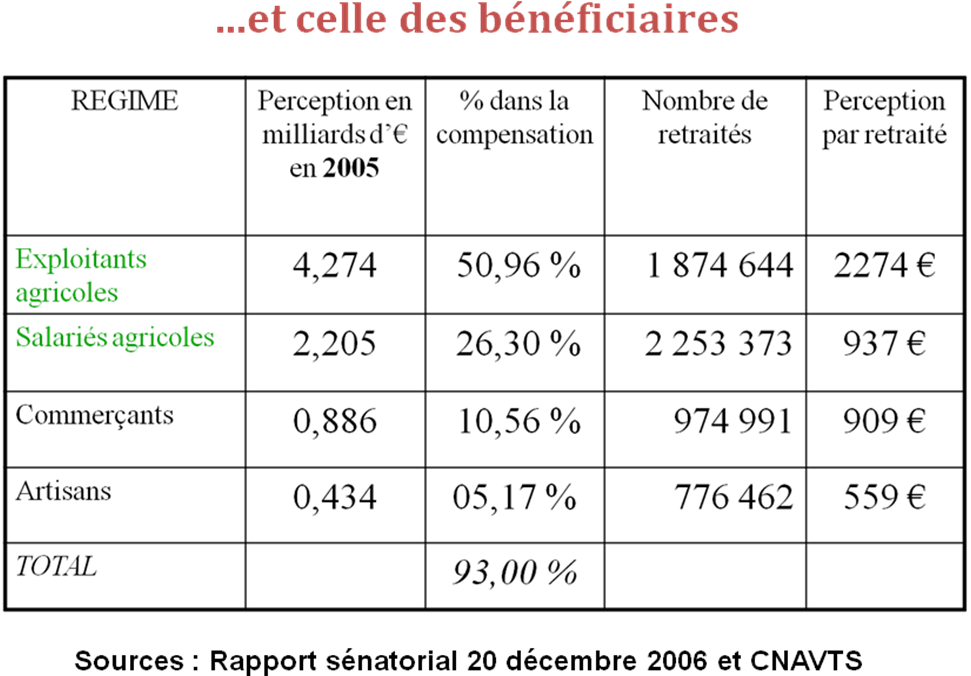 ...et celle des bénéficiaires
REGIME
Perception en
milliards d'€
en 2005
% dans la
compensation
Nombre de
retraités
Perception
par retraité
Exploitants
agricoles
4,274
50,96 %
1 874 644
2274 €
Salariés agricoles
2,205
26,30 %
2 253 373
937 €
Commerçants
0,886
10,56 %
974 991
909 €
Artisans
0,434
05,17 %
776 462
559 €
TOTAL
93,00 %
Sources : Rapport sénatorial 20 décembre 2006 et CNAVTS